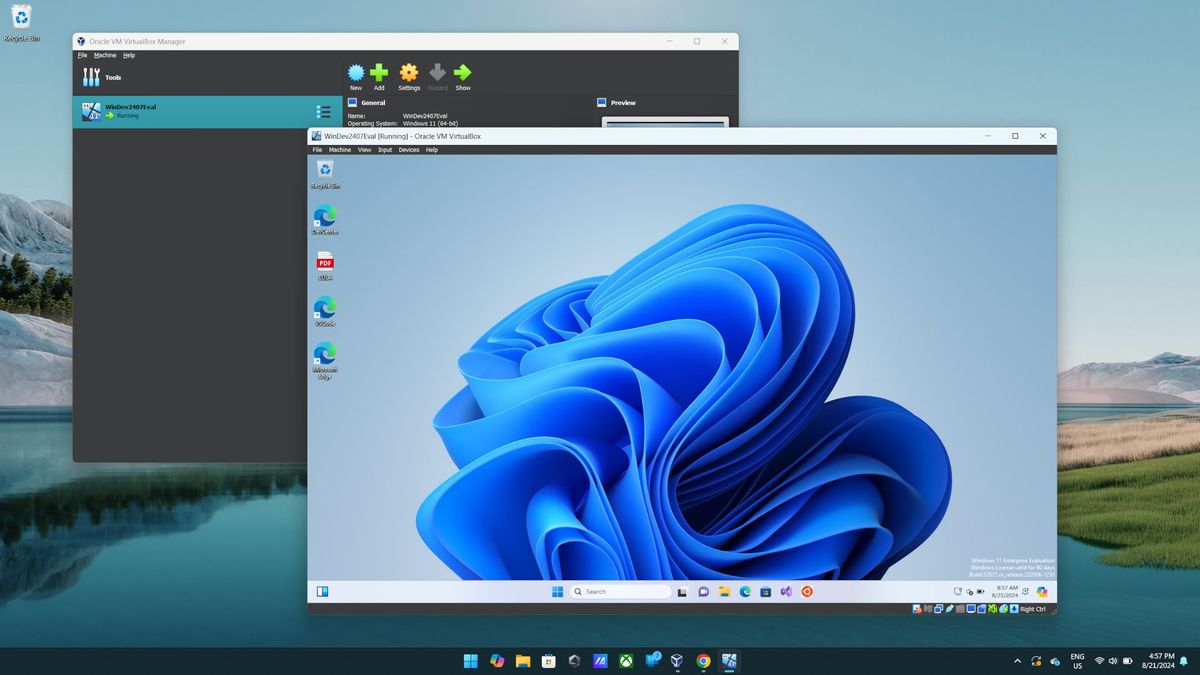 Recycle Bin
Oracle VM VirtualBox Manager
File Machine Help
Tools
New Add Settings Discard Show
WinDev2407Eval
Running
General
Preview
Name: WinDev2407Eval
Operating System: Windows 11 (64-bit)
WinDev2407Eval [Running] - Oracle VM VirtualBox
File Machine View Input Devices Help
Recycle Bin
DevCenter
PDF
EULA
VSCode
Microsoft
Edge
Windows 11 Enterprise Evaluation
Windows License valid for 90 days
Build 22621.ni_release.220506-1250
Search
8:57 AM
8/21/2024
Right Ctrl
ENG
US
4:57 PM
8/21/2024